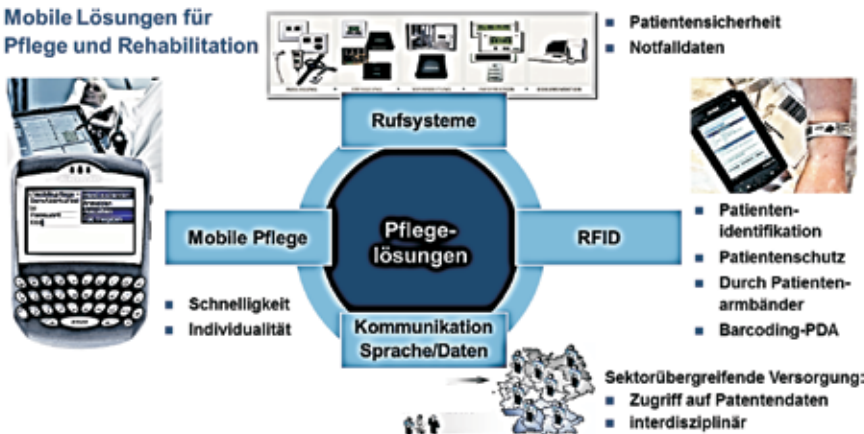 Mobile Lösungen für
Pflege und Rehabilitation
Patientensicherheit
Notfalldaten
Rufsysteme
Mobile Pflege
Pflege-
lösungen
RFID
Patienten-
identifikation
Patientenschutz
Durch Patienten-
armbänder
Barcoding-PDA
Schnelligkeit
Individualität
Kommunikation
Sprache/Daten
Sektorübergreifende Versorgung:
Zugriff auf Patentendaten
interdisziplinär